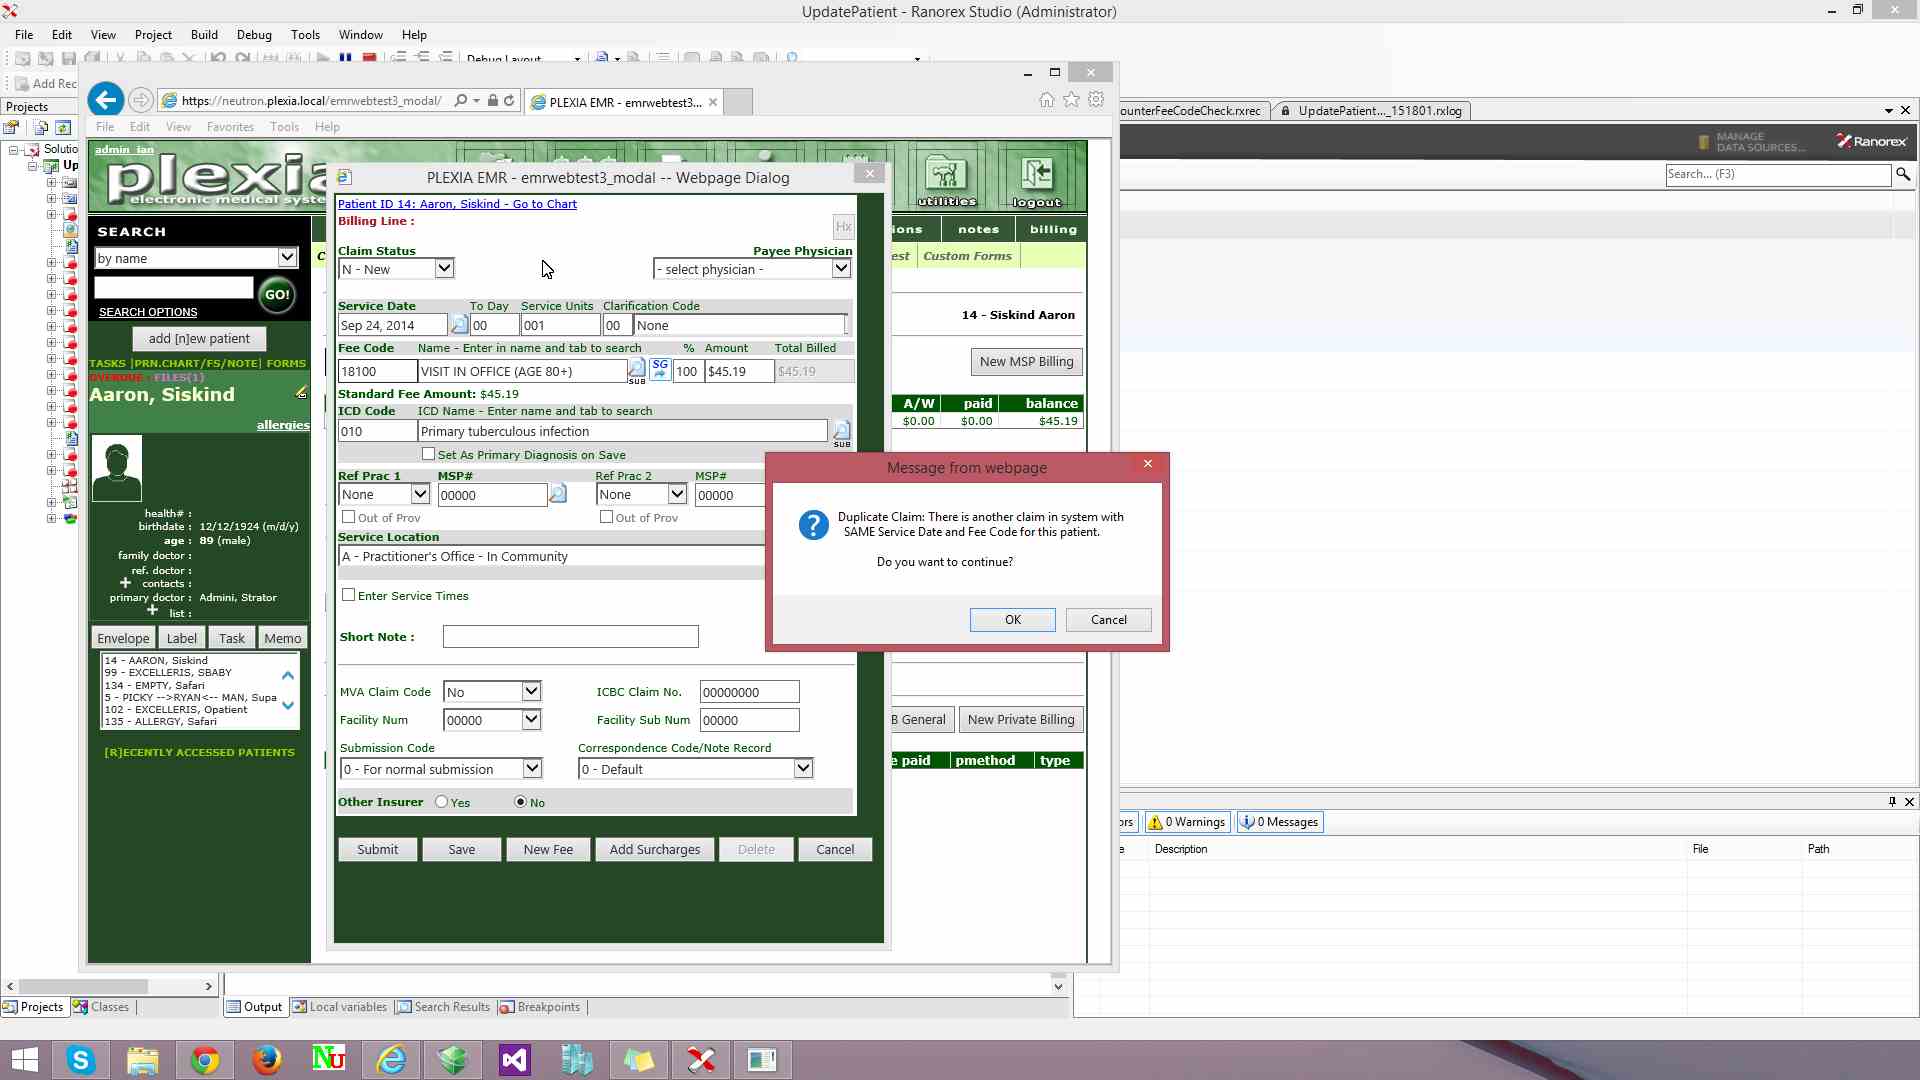 UpdatePatient - Ranorex Studio (Administrator)
File Edit View Project Build Debug Tools Window Help
Debug Layout
Add Rec
Projects
Solutio
Up
https://neutron.plexia.local/emrwebtest3_modal/
PLEXIA EMR - emrwebtest3...
File Edit View Favorites Tools Help
ounterFeeCodeCheck.rxrec
UpdatePatient..._151801.rxlog
MANAGE
DATA SOURCES...
Ranorex
Search... (F3)
admin_ian
plexia
electronic medical syste
utilities
logout
ions notes billing
est Custom Forms
SEARCH
by name
GO!
SEARCH OPTIONS
add [n]ew patient
TASKS |PRN.CHART/FS/NOTE| FORMS
OVERDUE - FILES(1)
Aaron, Siskind
allergies
health# :
birthdate : 12/12/1924 (m/d/y)
age : 89 (male)
family doctor :
ref. doctor :
+ contacts :
primary doctor : Admini, Strator
+ list :
Envelope Label Task Memo
14 - AARON, Siskind
99 - EXCELLERIS, SBABY
134 - EMPTY, Safari
5 - PICKY -->RYAN<-- MAN, Supa
102 - EXCELLERIS, Opatient
135 - ALLERGY, Safari
[R]ECENTLY ACCESSED PATIENTS
PLEXIA EMR - emrwebtest3_modal -- Webpage Dialog
Patient ID 14: Aaron, Siskind - Go to Chart
Billing Line :
Hx
Claim Status
Payee Physician
N - New
- select physician -
Service Date To Day Service Units Clarification Code
Sep 24, 2014 00 001 00 None
Fee Code Name - Enter in name and tab to search % Amount Total Billed
18100 VISIT IN OFFICE (AGE 80+) SUB SG 100 $45.19 $45.19
Standard Fee Amount: $45.19
ICD Code ICD Name - Enter name and tab to search
010 Primary tuberculous infection
SUB
Set As Primary Diagnosis on Save
Ref Prac 1 MSP# Ref Prac 2 MSP#
None 00000 None 00000
Out of Prov Out of Prov
Service Location
A - Practitioner's Office - In Community
Enter Service Times
Short Note :
MVA Claim Code No ICBC Claim No. 00000000
Facility Num 00000 Facility Sub Num 00000
Submission Code Correspondence Code/Note Record
0 - For normal submission 0 - Default
Other Insurer Yes No
Submit Save New Fee Add Surcharges Delete Cancel
14 - Siskind Aaron
New MSP Billing
A/W paid balance
$0.00 $0.00 $45.19
Message from webpage
Duplicate Claim: There is another claim in system with
SAME Service Date and Fee Code for this patient.
Do you want to continue?
OK Cancel
B General New Private Billing
e paid pmethod type
ors 0 Warnings 0 Messages
e Description File Path
Projects Classes
Output Local variables Search Results Breakpoints
Nu